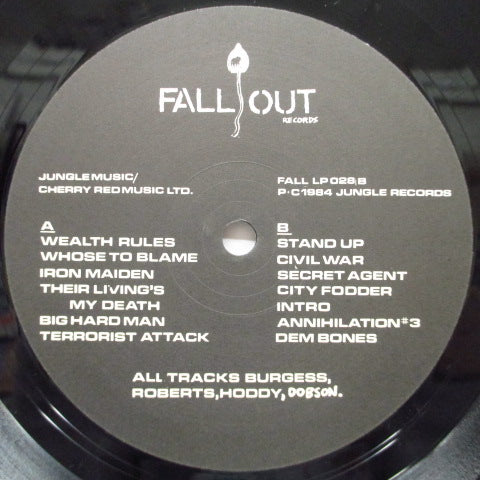 FALL OUT
RECORDS
JUNGLE MUSIC/
CHERRY RED MUSIC LTD.
FALL LP 028;B
P·C 1984 JUNGLE RECORDS
A
WEALTH RULES
WHOSE TO BLAME
IRON MAIDEN
THEIR LIVING'S
MY DEATH
BIG HARD MAN
TERRORIST ATTACK
B
STAND UP
CIVIL WAR
SECRET AGENT
CITY FODDER
INTRO
ANNIHILATION #3
DEM BONES
ALL TRACKS BURGESS,
ROBERTS, HODDY, DOBSON.